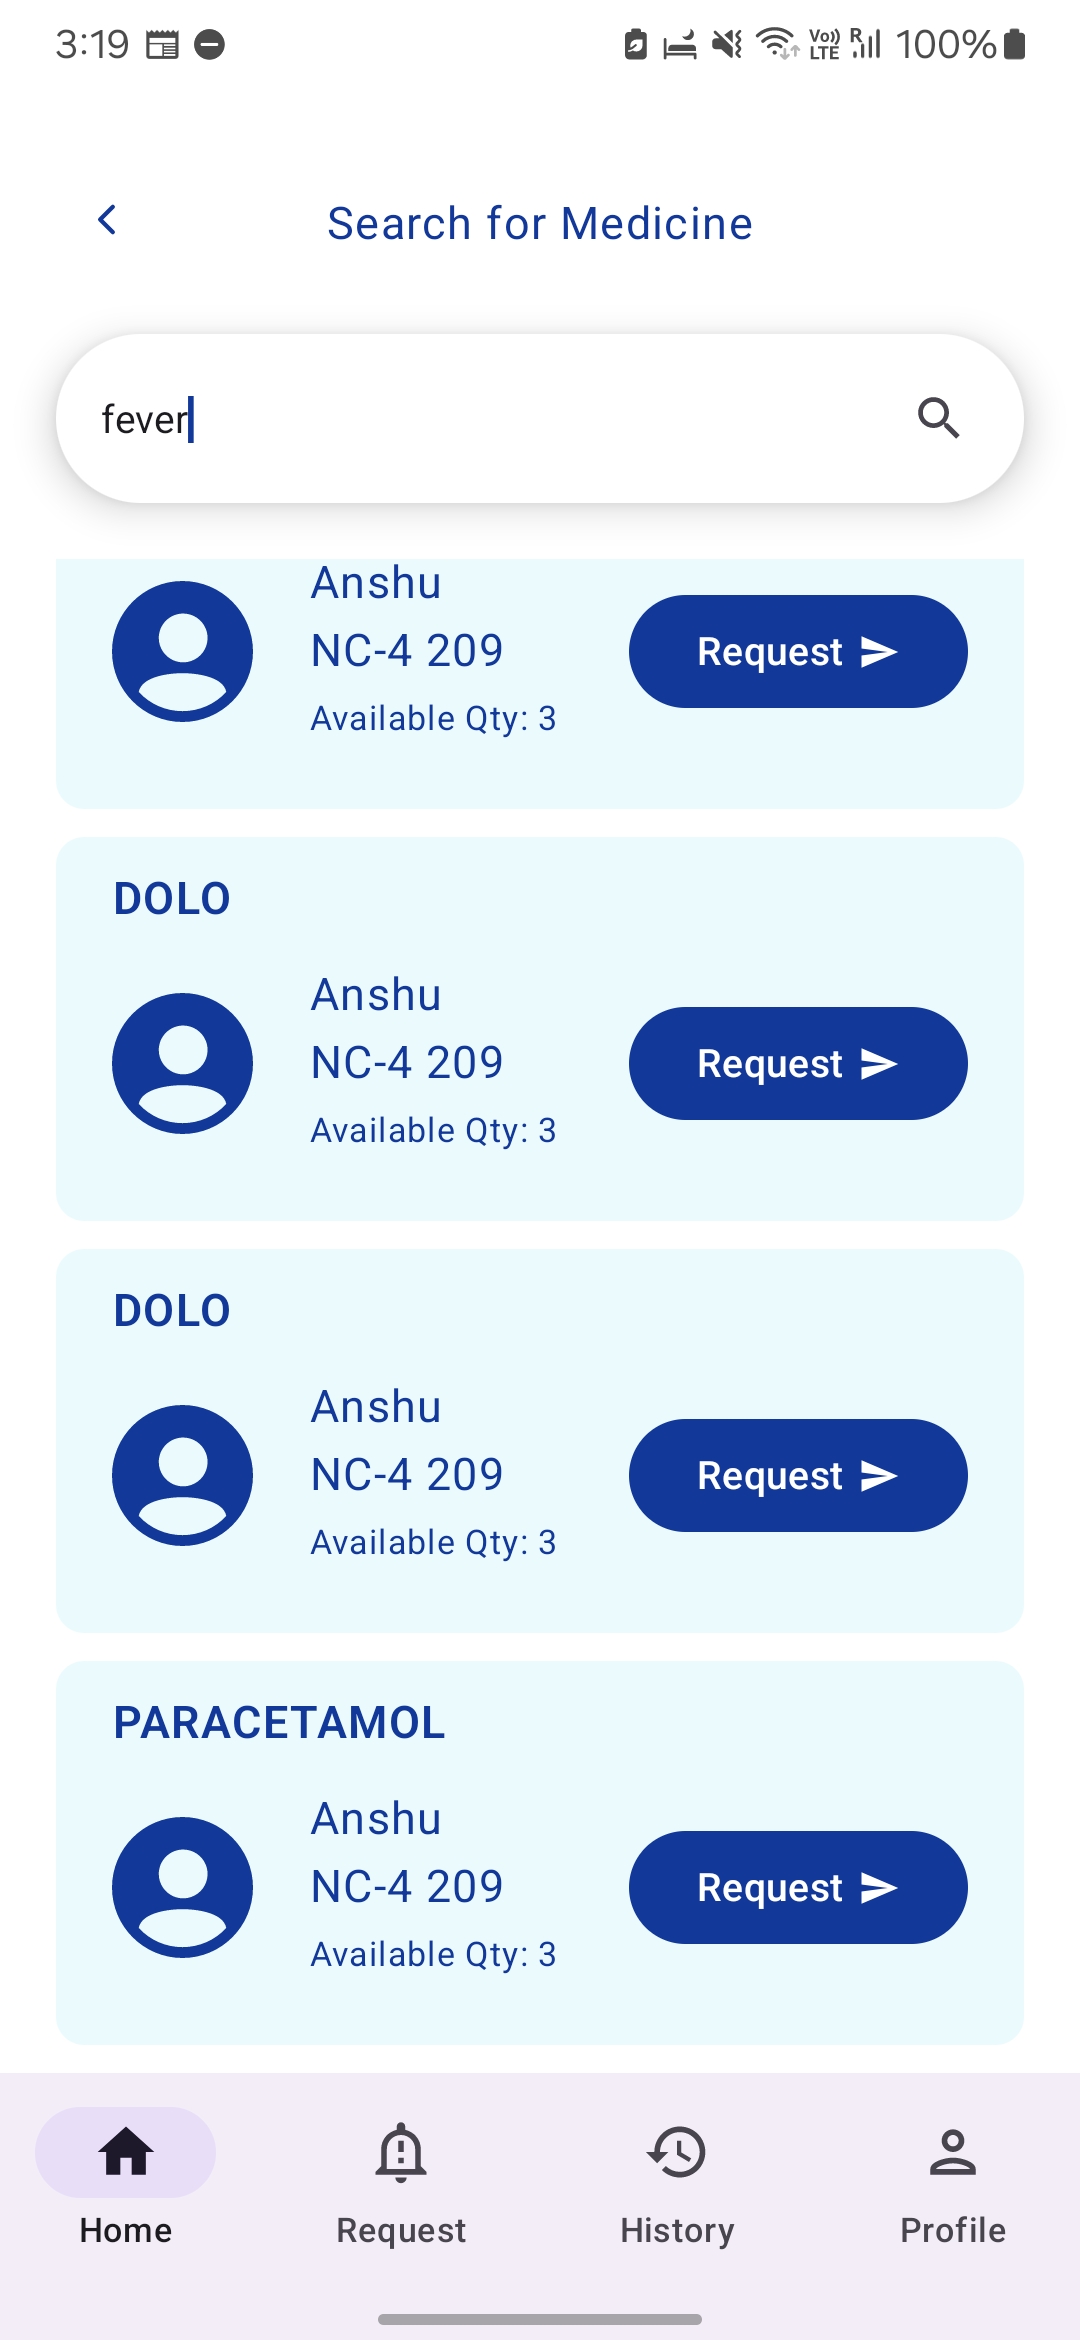 3:19
Vo)) LTE
R
100%
Search for Medicine
fever
Anshu
NC-4 209
Available Qty: 3
Request
DOLO
Anshu
NC-4 209
Available Qty: 3
Request
DOLO
Anshu
NC-4 209
Available Qty: 3
Request
PARACETAMOL
Anshu
NC-4 209
Available Qty: 3
Request
Home
Request
History
Profile